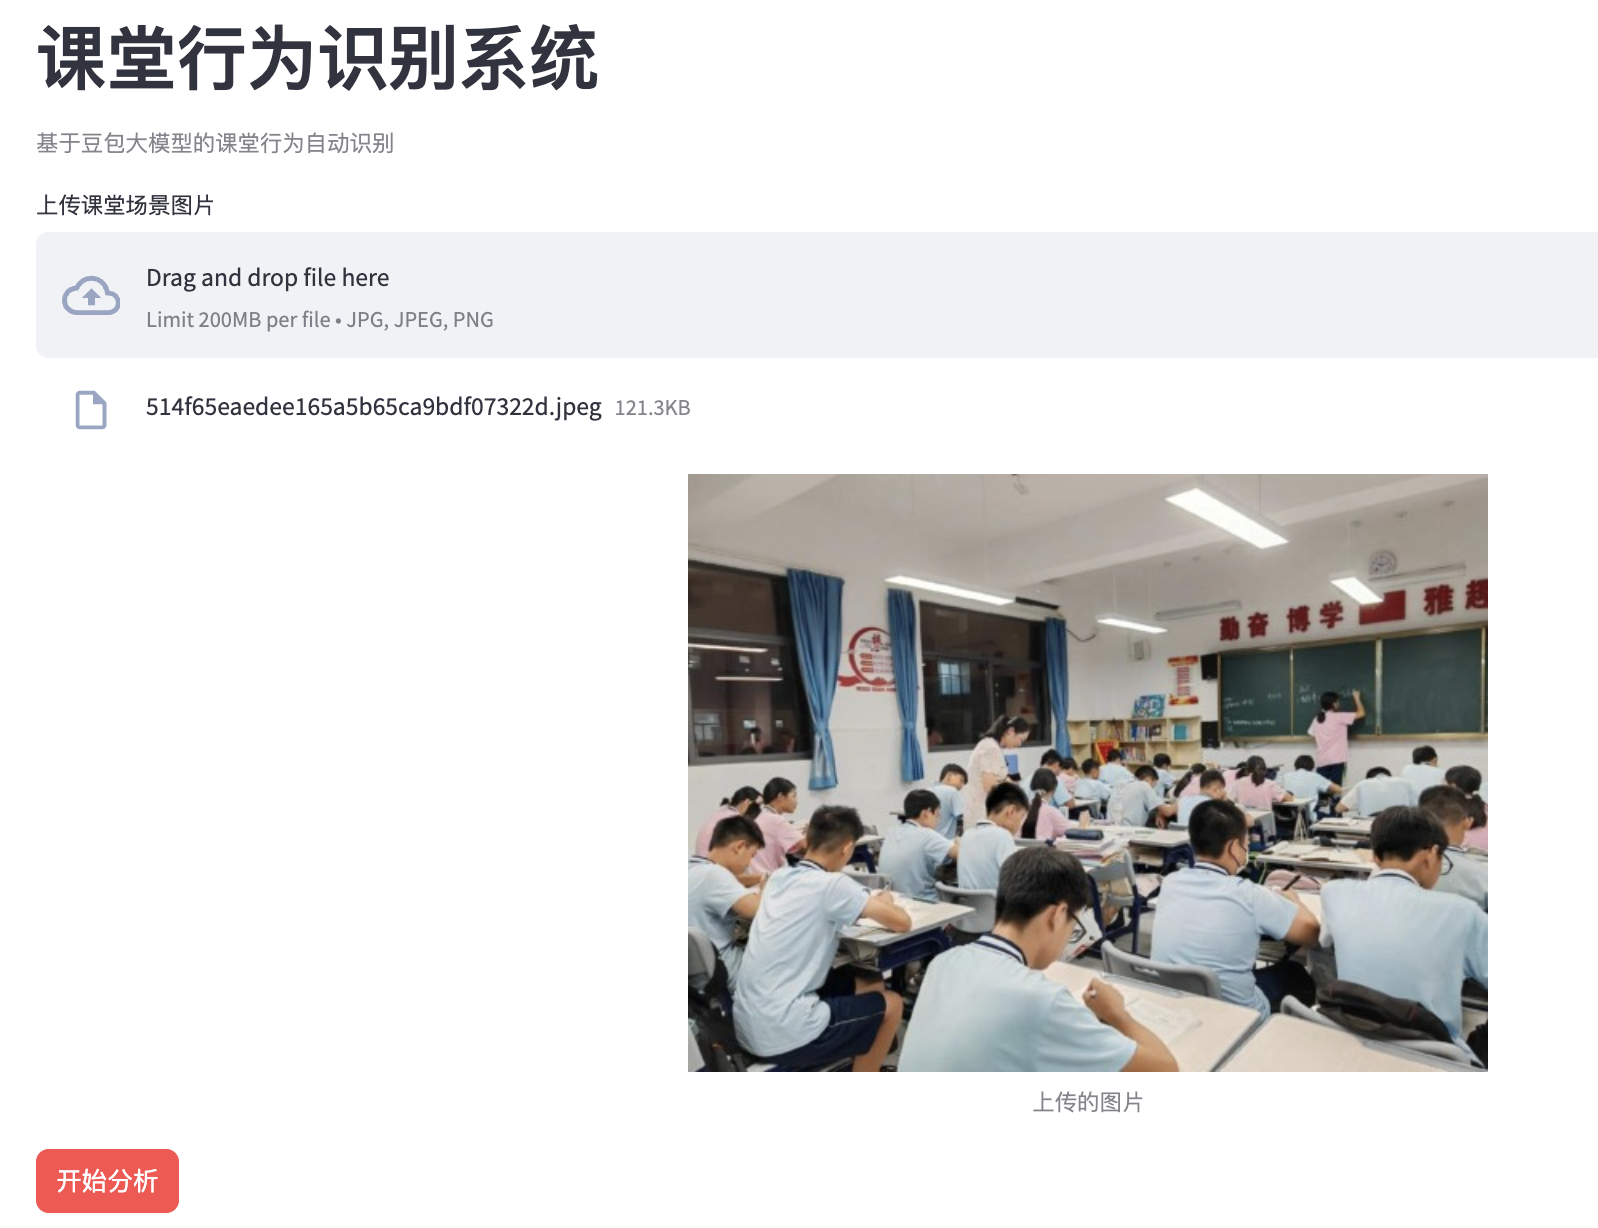 课堂行为识别系统
基于豆包大模型的课堂行为自动识别
上传课堂场景图片
Drag and drop file here
Limit 200MB per file • JPG, JPEG, PNG
514f65eaedee165a5b65ca9bdf07322d.jpeg 121.3KB
勤奋 博学 雅趣
上传的图片
开始分析